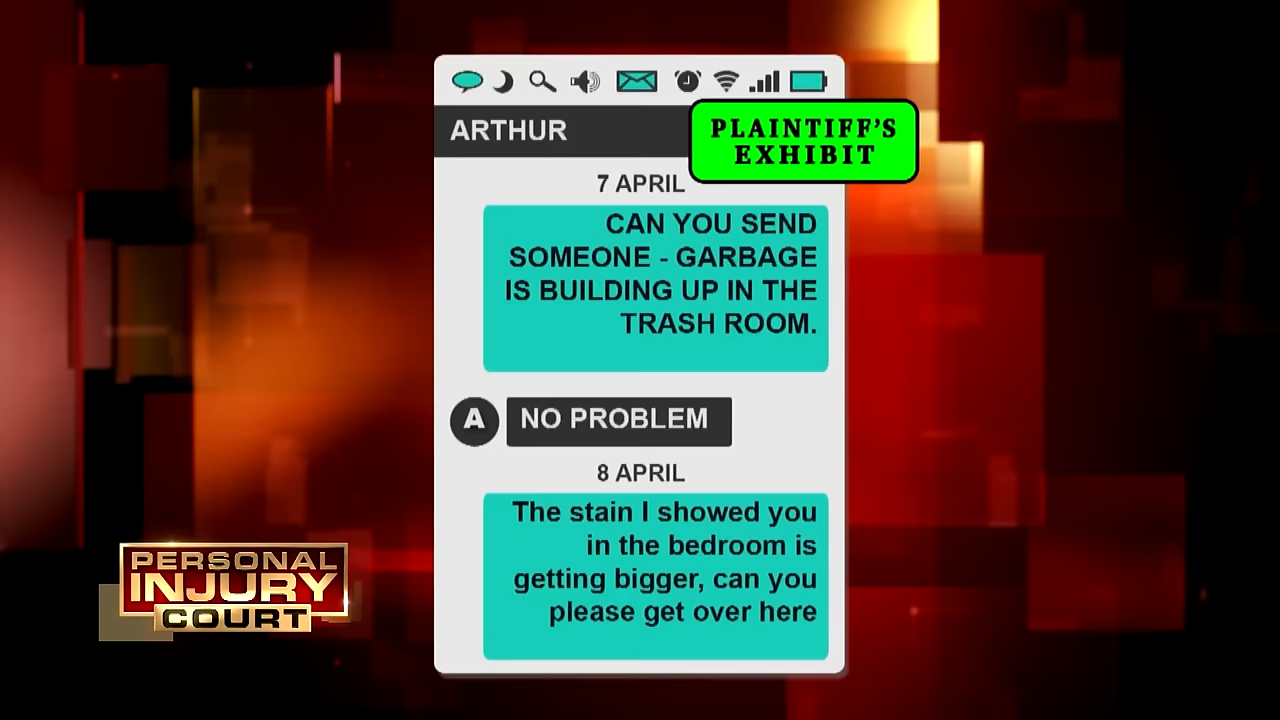 ARTHUR
PLAINTIFF'S
EXHIBIT
7 APRIL
CAN YOU SEND
SOMEONE - GARBAGE
IS BUILDING UP IN THE
TRASH ROOM.
A
NO PROBLEM
8 APRIL
The stain I showed you
in the bedroom is
getting bigger, can you
please get over here
PERSONAL
INJURY
COURT